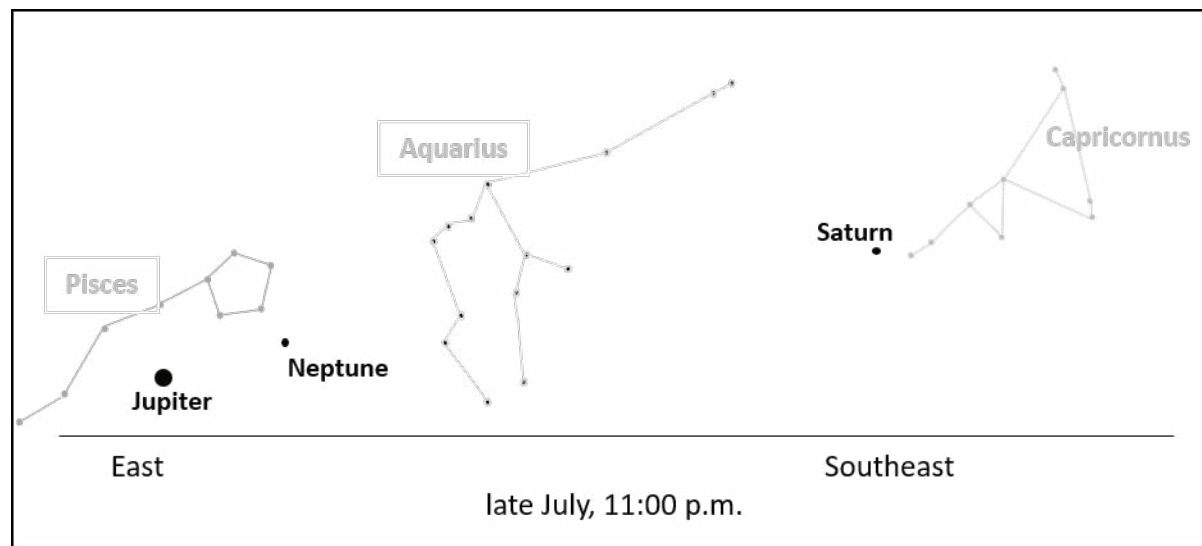 Aquarius
Capricornus
Saturn
Pisces
Neptune
Jupiter
East
Southeast
late July, 11:00 p.m.